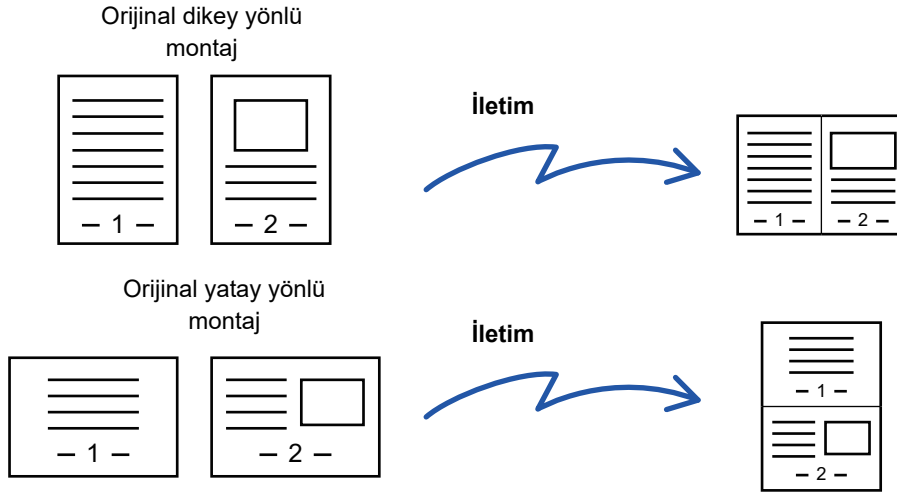 Orijinal dikey yönlü
montaj
İletim
– 1 –
– 2 –
– 1 –
– 2 –
Orijinal yatay yönlü
montaj
İletim
– 1 –
– 2 –
– 1 –
– 2 –